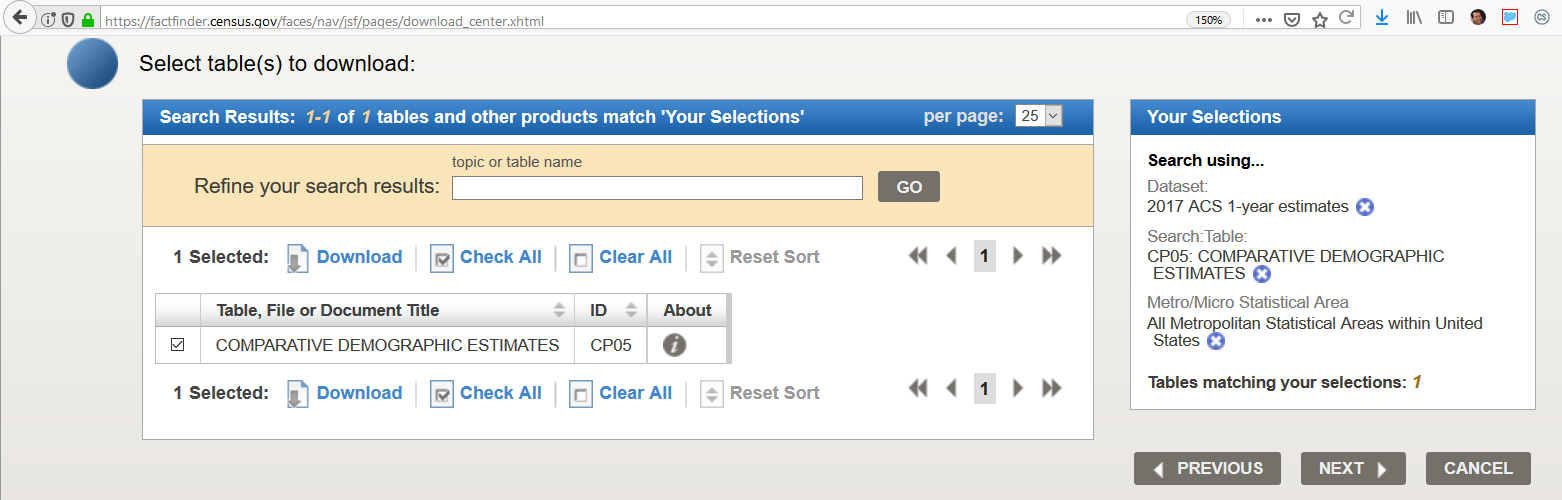 https://factfinder.census.gov/faces/nav/jsf/pages/download_center.xhtml
150%
CS
Select table(s) to download:
Search Results: 1-1 of 1 tables and other products match 'Your Selections'
per page: 25
topic or table name
Refine your search results:
GO
1 Selected: Download Check All Clear All Reset Sort
1
Table, File or Document Title ID About
COMPARATIVE DEMOGRAPHIC ESTIMATES CP05 i
1 Selected: Download Check All Clear All Reset Sort
1
Your Selections
Search using...
Dataset:
2017 ACS 1-year estimates
Search:Table:
CP05: COMPARATIVE DEMOGRAPHIC
ESTIMATES
Metro/Micro Statistical Area
All Metropolitan Statistical Areas within United
States
Tables matching your selections: 1
PREVIOUS
NEXT
CANCEL